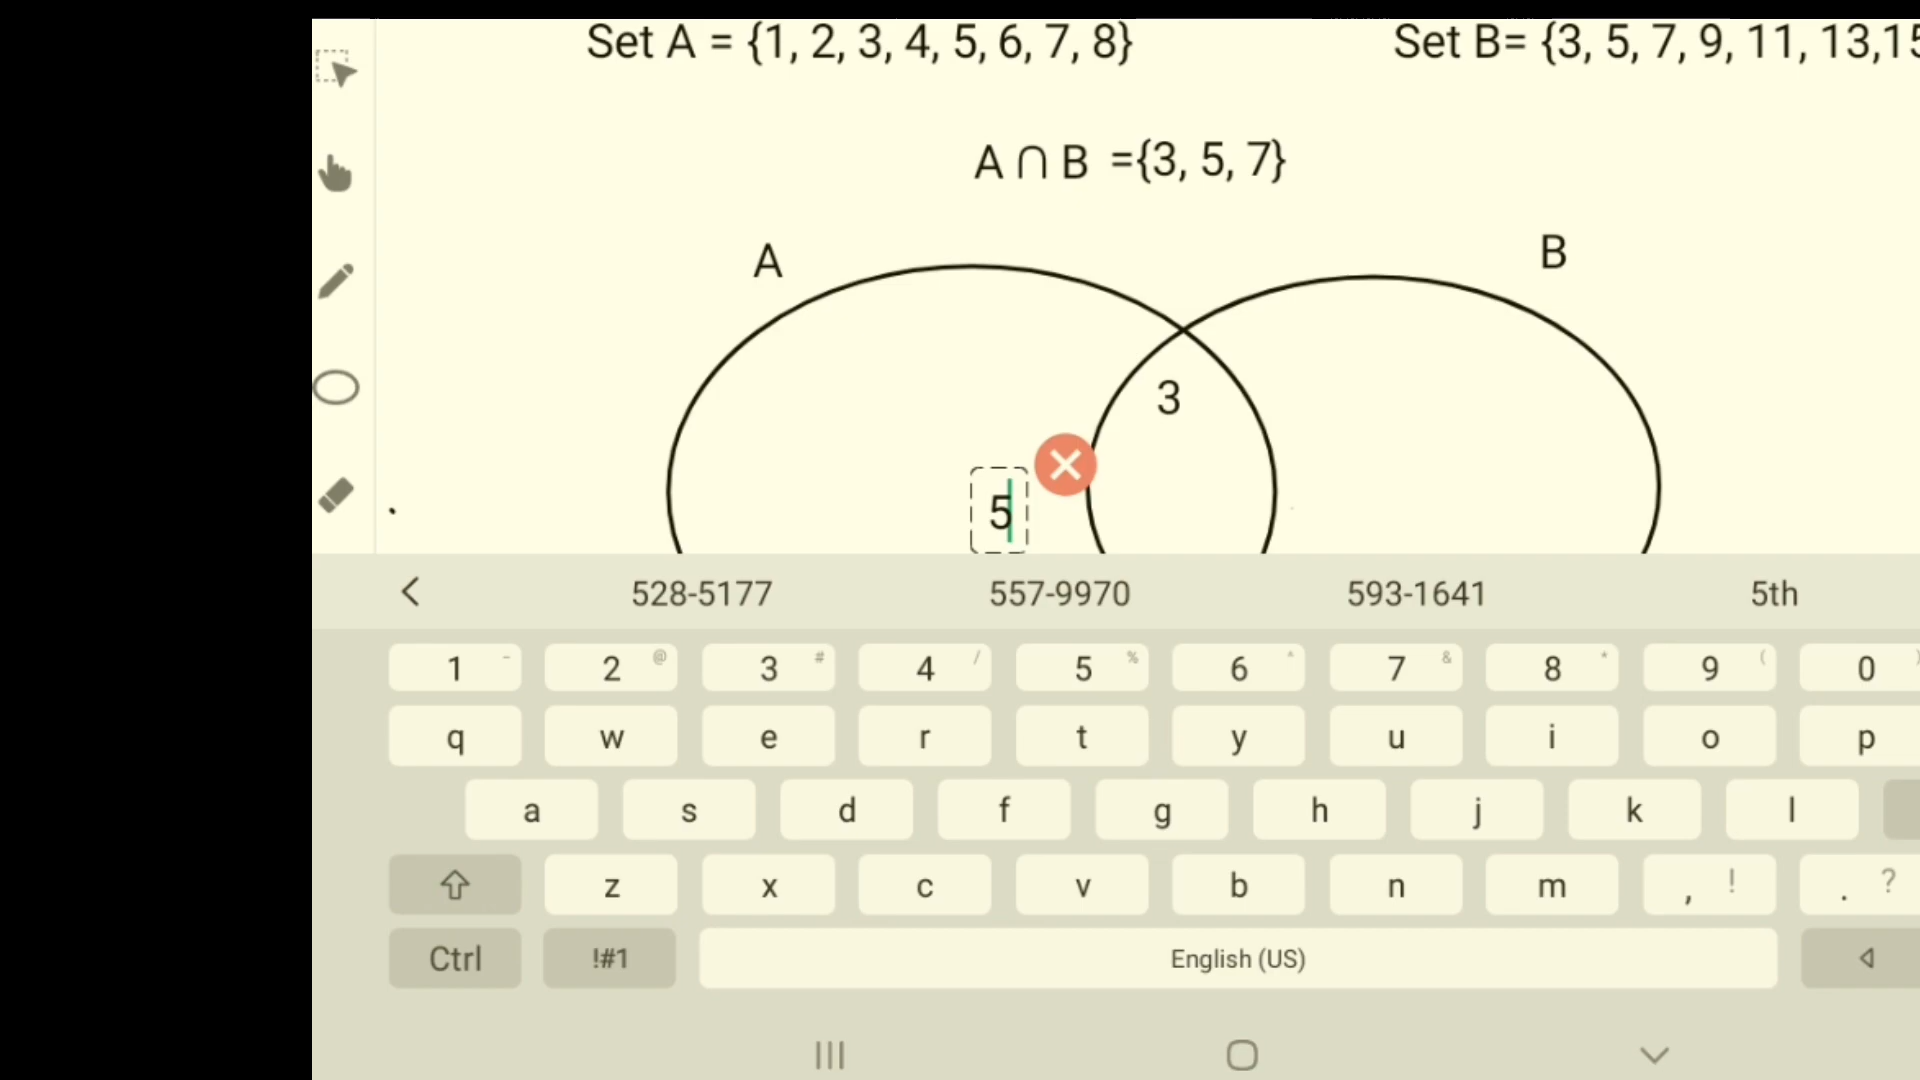 Set A = {1, 2, 3, 4, 5, 6, 7, 8}
Set B= {3, 5, 7, 9, 11, 13,15
A ∩ B ={3, 5, 7}
A
B
3
5
528-5177 557-9970 593-1641 5th
1 - 2 @ 3 # 4 / 5 % 6 ^ 7 & 8 * 9 ( 0 )
q w e r t y u i o p
a s d f g h j k l
z x c v b n m , ! . ?
Ctrl !#1 English (US)